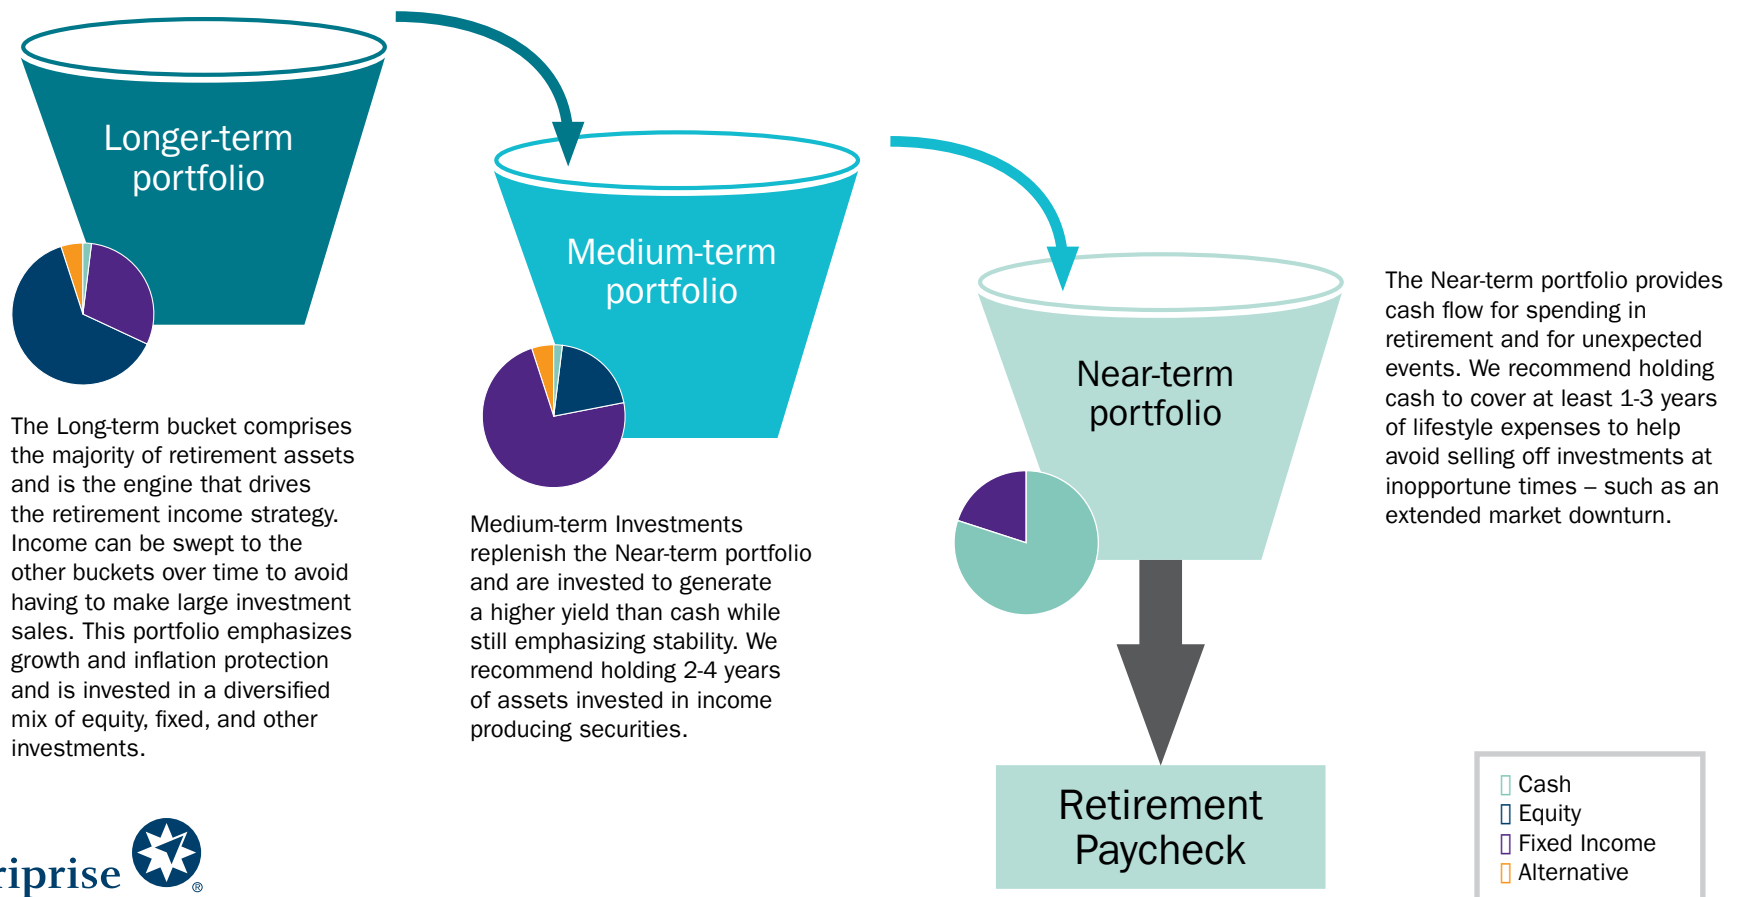 Longer-term
portfolio
Medium-term
portfolio
Near-term
portfolio
The Long-term bucket comprises
the majority of retirement assets
and is the engine that drives
the retirement income strategy.
Income can be swept to the
other buckets over time to avoid
having to make large investment
sales. This portfolio emphasizes
growth and inflation protection
and is invested in a diversified
mix of equity, fixed, and other
investments.
Medium-term Investments
replenish the Near-term portfolio
and are invested to generate
a higher yield than cash while
still emphasizing stability. We
recommend holding 2-4 years
of assets invested in income
producing securities.
The Near-term portfolio provides
cash flow for spending in
retirement and for unexpected
events. We recommend holding
cash to cover at least 1-3 years
of lifestyle expenses to help
avoid selling off investments at
inopportune times – such as an
extended market downturn.
Retirement
Paycheck
Cash
Equity
Fixed Income
Alternative
riprise ®